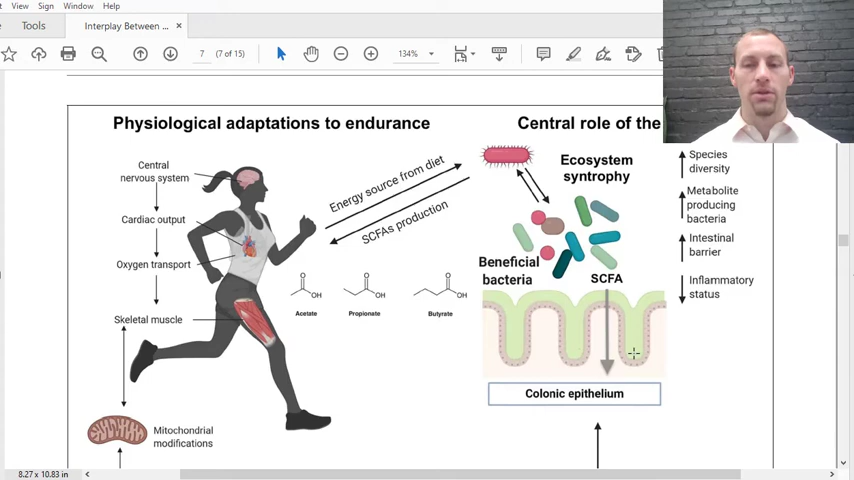 View Sign Window Help
Tools
Interplay Between ... ×
7 (7 of 15)
134%
Physiological adaptations to endurance
Central role of the
Central
nervous system
Cardiac output
Oxygen transport
Skeletal muscle
Mitochondrial
modifications
Energy source from diet
SCFAs production
O
OH
Acetate
O
OH
Propionate
O
OH
Butyrate
Ecosystem
syntrophy
Beneficial
bacteria
SCFA
Colonic epithelium
Species
diversity
Metabolite
producing
bacteria
Intestinal
barrier
Inflammatory
status
8.27 x 10.83 in